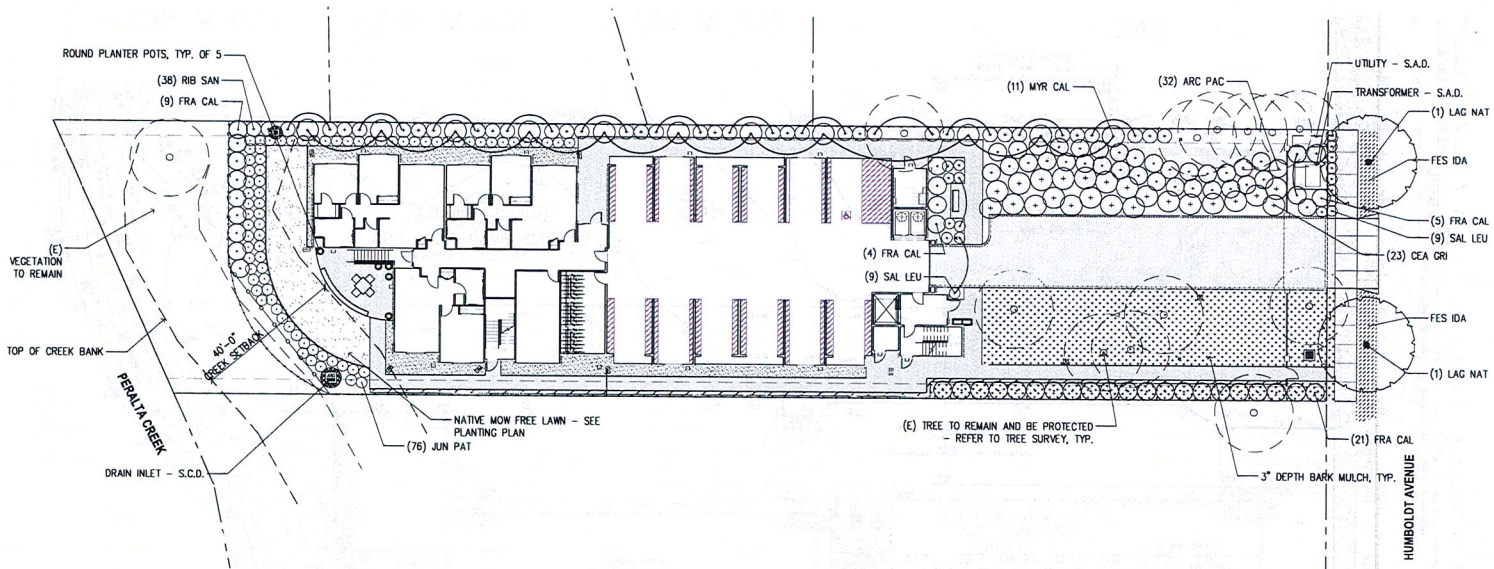 ROUND PLANTER POTS, TYP. OF 5
(38) RIB SAN
(9) FRA CAL
(11) MYR CAL
(32) ARC PAC
UTILITY - S.A.D.
TRANSFORMER - S.A.D.
(1) LAG NAT
FES IDA
(5) FRA CAL
(9) SAL LEU
(23) CEA GRI
(4) FRA CAL
(9) SAL LEU
(E)
VEGETATION
TO REMAIN
TOP OF CREEK BANK
40'-0"
CREEK SETBACK
PERALTA CREEK
DRAIN INLET - S.C.D.
NATIVE MOW FREE LAWN - SEE
PLANTING PLAN
(76) JUN PAT
(E) TREE TO REMAIN AND BE PROTECTED
- REFER TO TREE SURVEY, TYP.
FES IDA
(1) LAG NAT
(21) FRA CAL
3" DEPTH BARK MULCH, TYP.
HUMBOLDT AVENUE